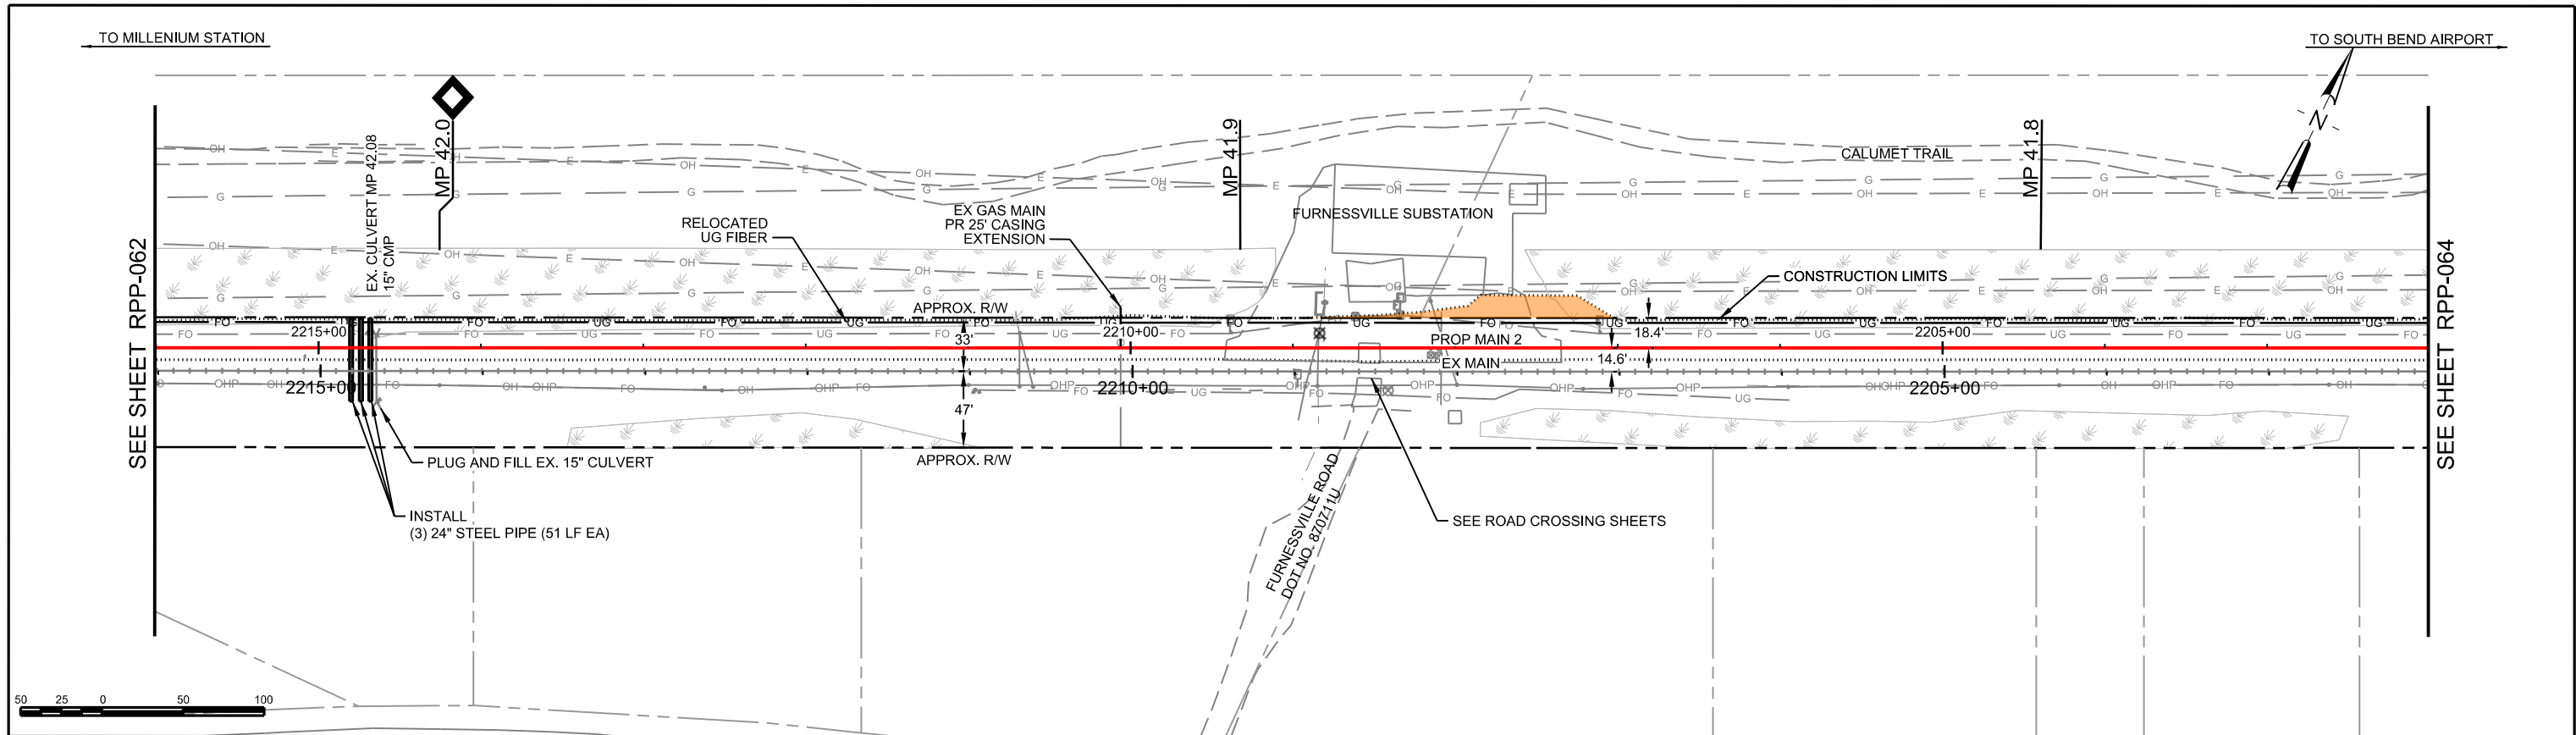 TO MILLENIUM STATION
TO SOUTH BEND AIRPORT
N
SEE SHEET RPP-062
EX. CULVERT MP 42.08
15" CMP
MP 42.0
MP 41.9
MP 41.8
CALUMET TRAIL
FURNESSVILLE SUBSTATION
RELOCATED
UG FIBER
EX GAS MAIN
PR 25' CASING
EXTENSION
CONSTRUCTION LIMITS
APPROX. R/W
2215+00
2210+00
2205+00
33'
18.4'
PROP MAIN 2
EX MAIN
14.6'
2215+00
2210+00
2205+00
47'
APPROX. R/W
PLUG AND FILL EX. 15" CULVERT
INSTALL
(3) 24" STEEL PIPE (51 LF EA)
FURNESSVILLE ROAD
DOT NO. 870711U
SEE ROAD CROSSING SHEETS
SEE SHEET RPP-064
50 25 0 50 100